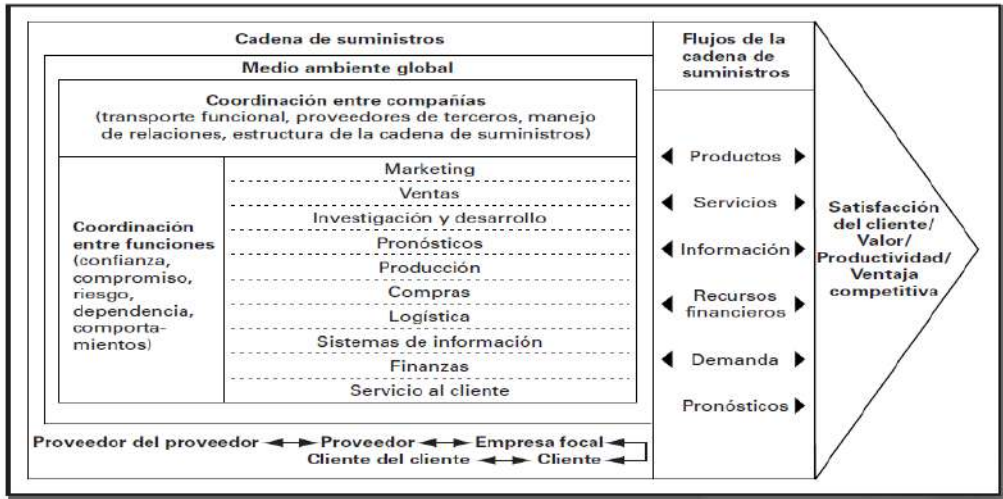 Cadena de suministros
Medio ambiente global
Coordinación entre compañías
(transporte funcional, proveedores de terceros, manejo
de relaciones, estructura de la cadena de suministros)
Coordinación
entre funciones
(confianza,
compromiso,
riesgo,
dependencia,
comporta-
mientos)
Marketing
Ventas
Investigación y desarrollo
Pronósticos
Producción
Compras
Logística
Sistemas de información
Finanzas
Servicio al cliente
Proveedor del proveedor Proveedor Empresa focal
Cliente del cliente Cliente
Flujos de la
cadena de
suministros
Productos
Servicios
Información
Recursos
financieros
Demanda
Pronósticos
Satisfacción
del cliente/
Valor/
Productividad/
Ventaja
competitiva